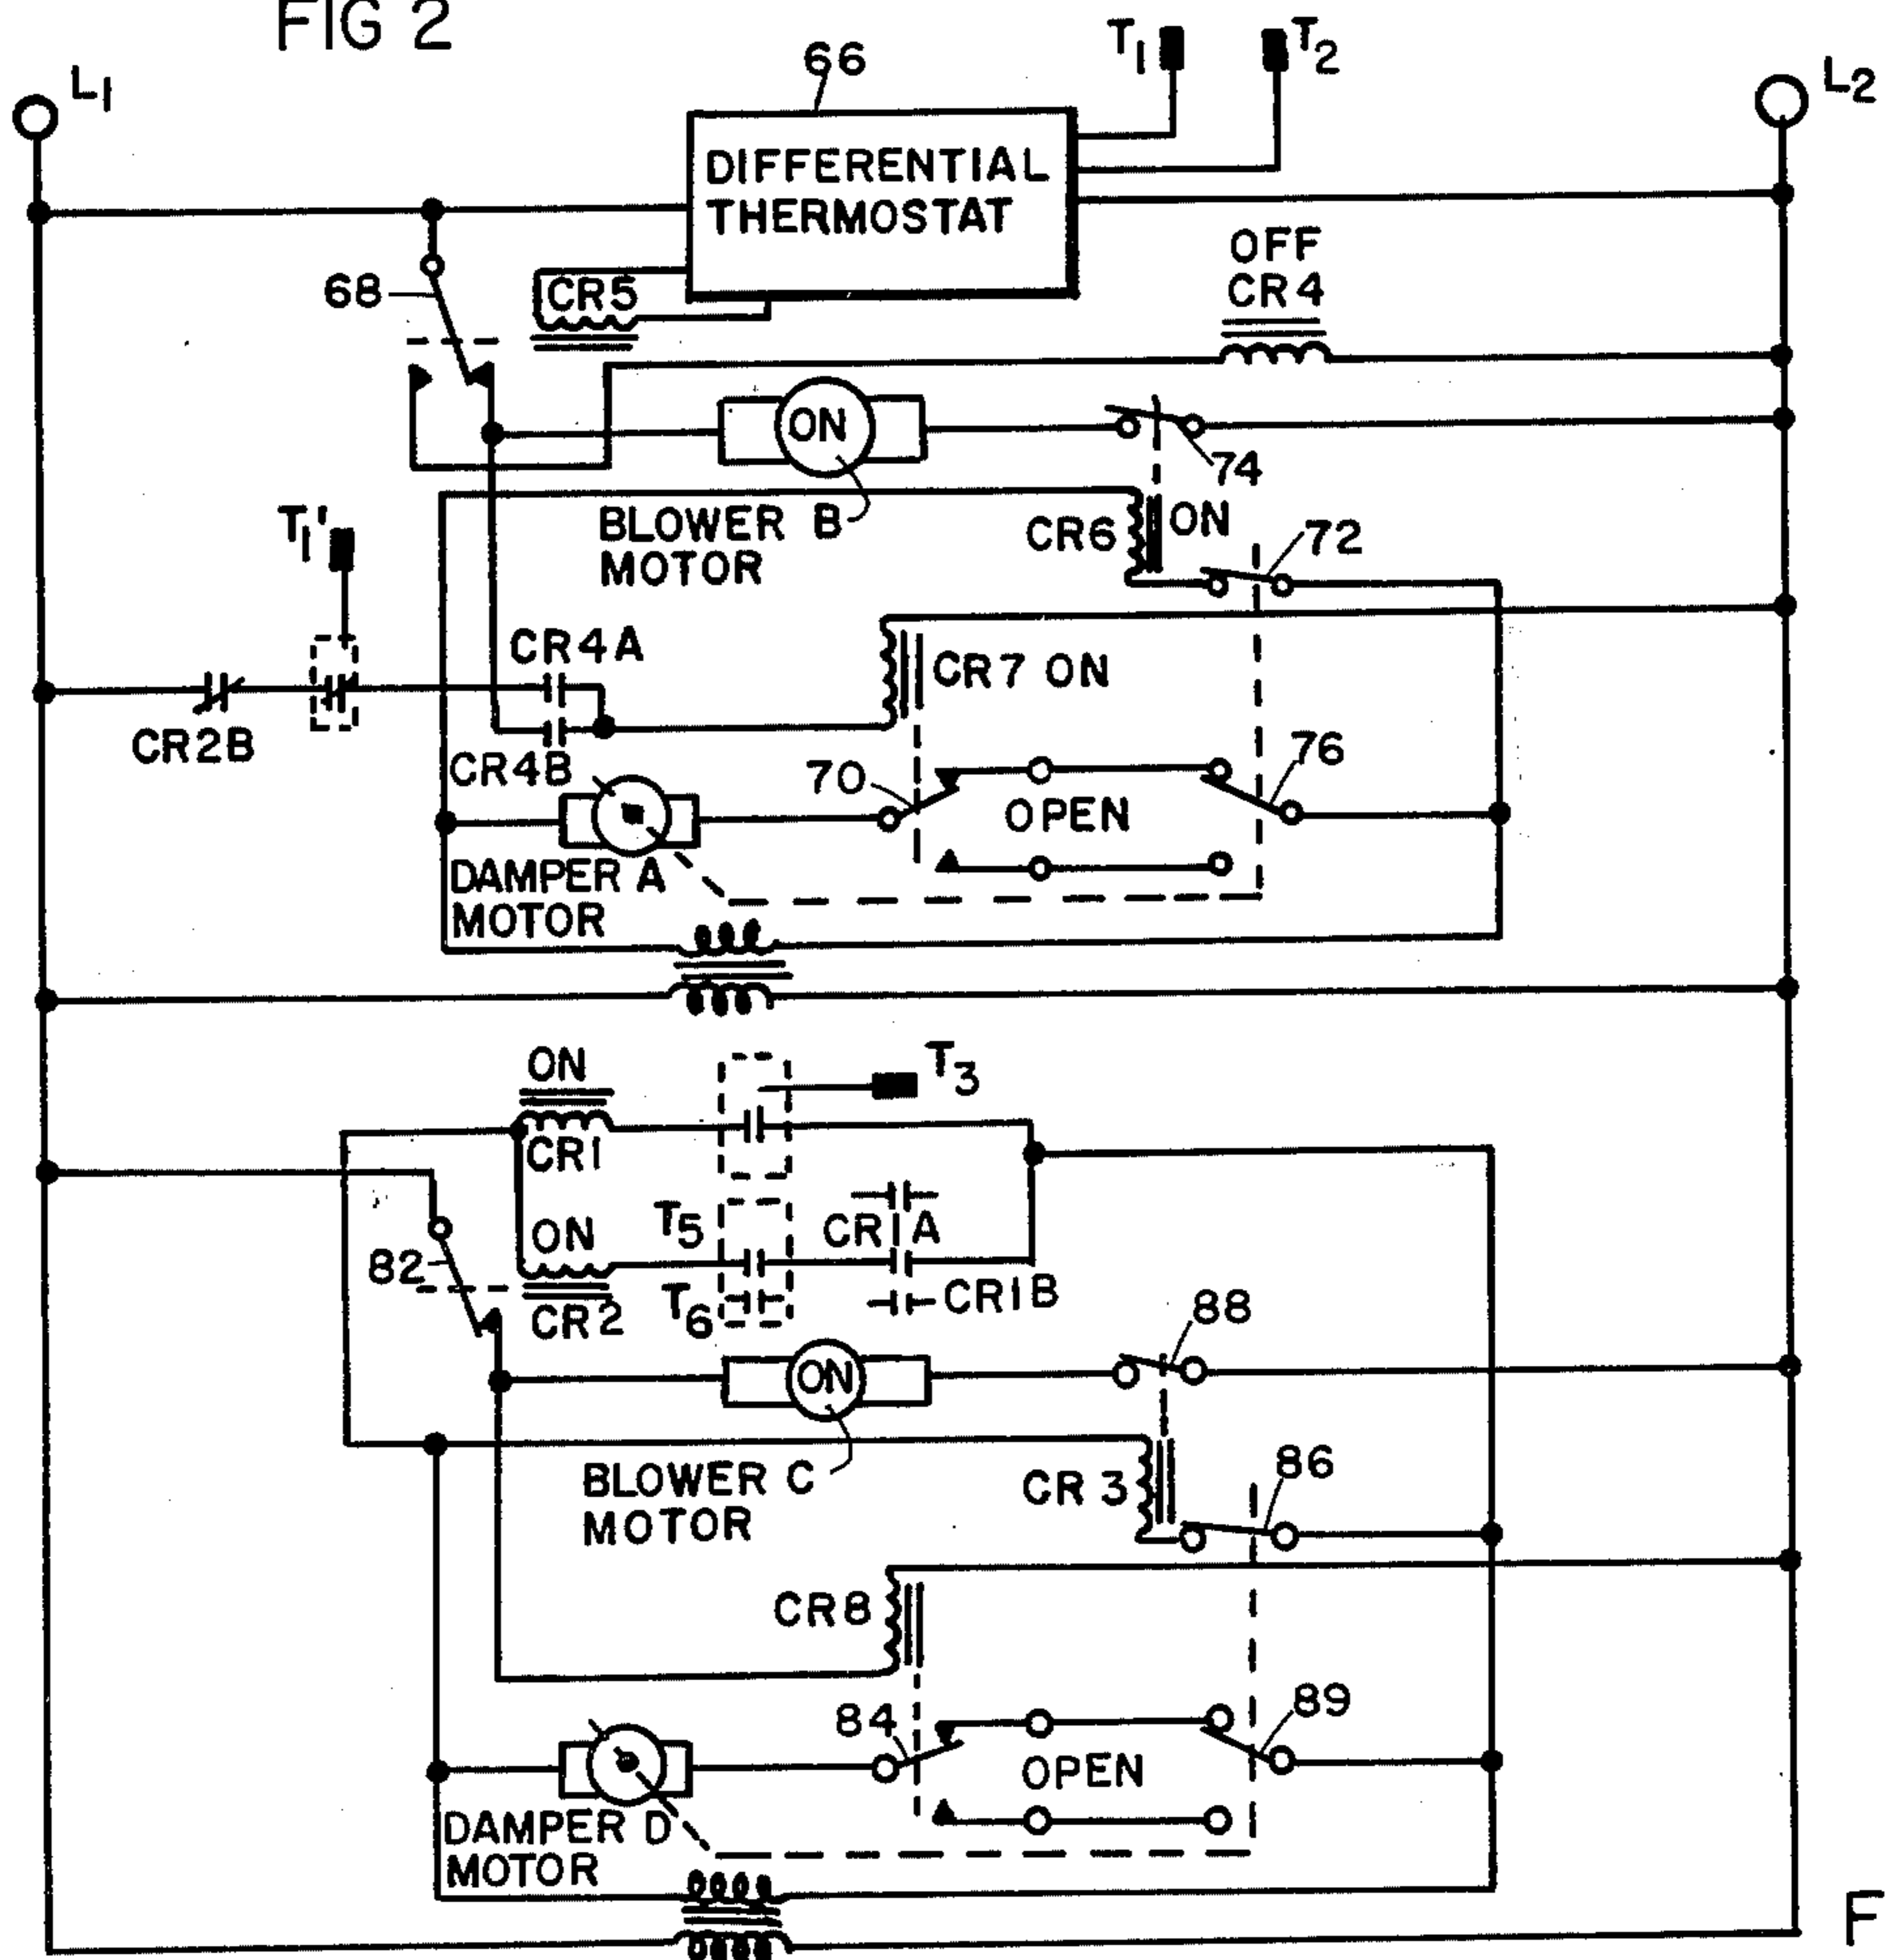 FIG 2
L1
66
T1
T2
L2
DIFFERENTIAL
THERMOSTAT
OFF
CR4
68
CR5
ON
74
BLOWER B
MOTOR
CR6
ON
72
T1'
CR4A
CR7 ON
CR2B
CR4B
70
76
OPEN
DAMPER A
MOTOR
ON
T3
CR1
T5
CR1A
ON
82
T6
CR1B
CR2
88
ON
BLOWER C
MOTOR
CR 3
86
CR8
84
89
OPEN
DAMPER D
MOTOR
F